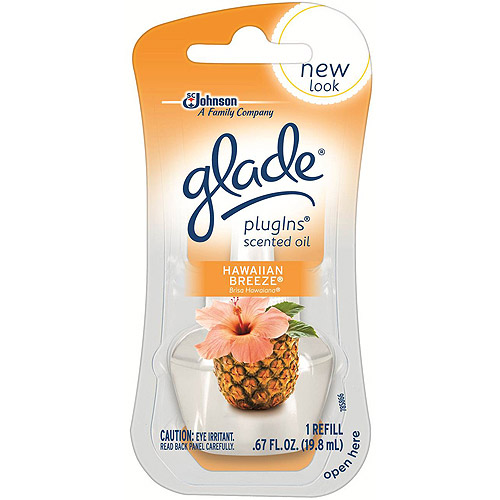 new
look
SC Johnson
A Family Company
glade®
plugIns®
scented oil
HAWAIIAN
BREEZE®
Brisa Hawaiana®
CAUTION: EYE IRRITANT.
READ BACK PANEL CAREFULLY.
1 REFILL
.67 FL.OZ. (19.8 mL)
open here